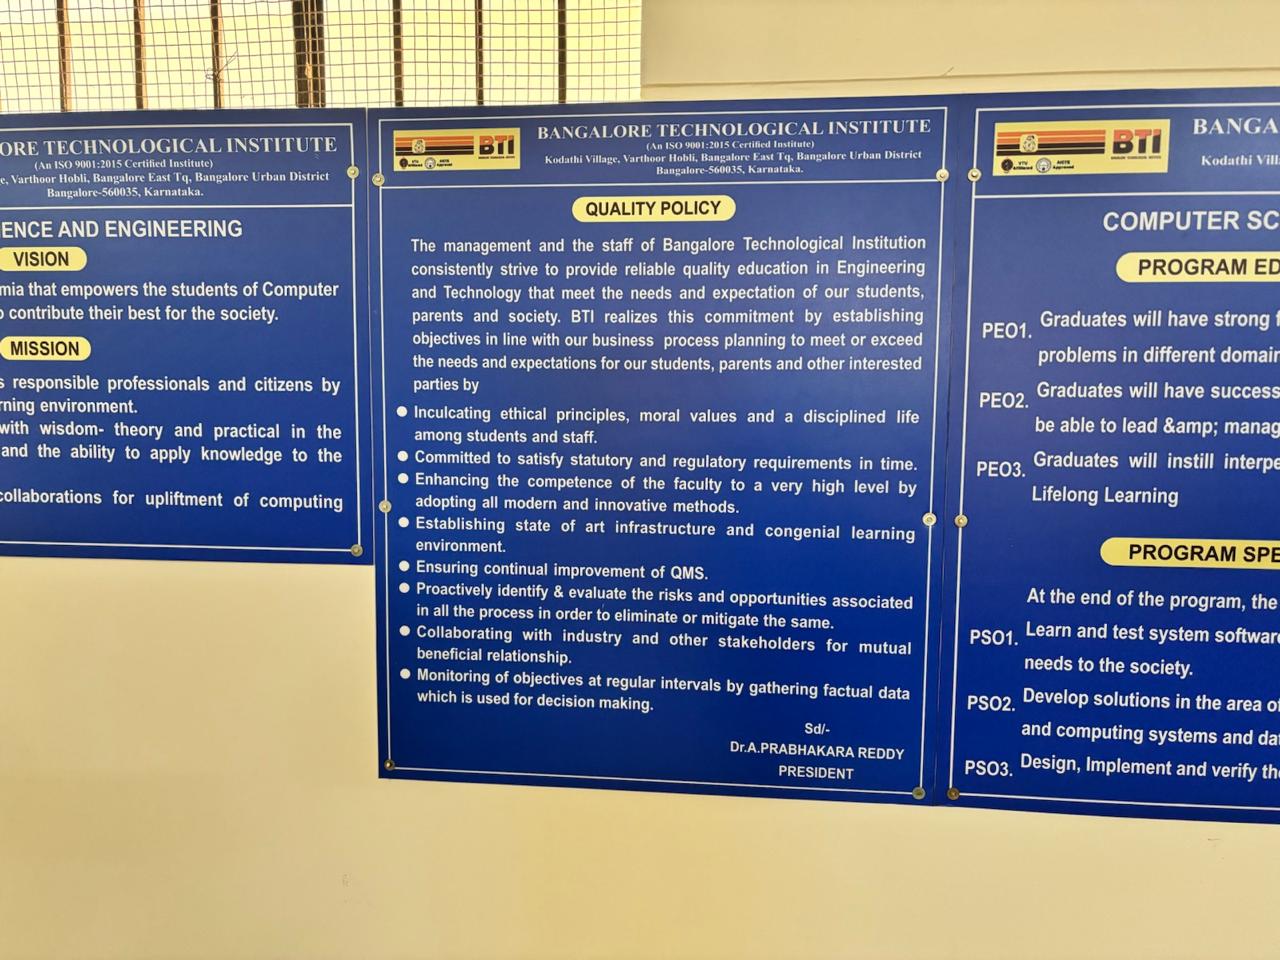 ORE TECHNOLOGICAL INSTITUTE
(An ISO 9001:2015 Certified Institute)
e, Varthoor Hobli, Bangalore East Tq, Bangalore Urban District
Bangalore-560035, Karnataka.
ENCE AND ENGINEERING
VISION
mia that empowers the students of Computer
o contribute their best for the society.
MISSION
s responsible professionals and citizens by
rning environment.
with wisdom- theory and practical in the
and the ability to apply knowledge to the
collaborations for upliftment of computing
BTI
BANGALORE TECHNOLOGICAL INSTITUTE
(An ISO 9001:2015 Certified Institute)
Kodathi Village, Varthoor Hobli, Bangalore East Tq, Bangalore Urban District
Bangalore-560035, Karnataka.
QUALITY POLICY
The management and the staff of Bangalore Technological Institution
consistently strive to provide reliable quality education in Engineering
and Technology that meet the needs and expectation of our students,
parents and society. BTI realizes this commitment by establishing
objectives in line with our business process planning to meet or exceed
the needs and expectations for our students, parents and other interested
parties by
● Inculcating ethical principles, moral values and a disciplined life
among students and staff.
● Committed to satisfy statutory and regulatory requirements in time.
● Enhancing the competence of the faculty to a very high level by
adopting all modern and innovative methods.
● Establishing state of art infrastructure and congenial learning
environment.
● Ensuring continual improvement of QMS.
● Proactively identify & evaluate the risks and opportunities associated
in all the process in order to eliminate or mitigate the same.
● Collaborating with industry and other stakeholders for mutual
beneficial relationship.
● Monitoring of objectives at regular intervals by gathering factual data
which is used for decision making.
Sd/-
Dr.A.PRABHAKARA REDDY
PRESIDENT
BTI
BANGALORE TECHNOLOGICAL INSTITUTE
VTU Affiliated
AICTE Approved
BANGA
Kodathi Vill
COMPUTER SC
PROGRAM ED
PEO1. Graduates will have strong f
problems in different domain
PEO2. Graduates will have success
be able to lead &amp; manag
PEO3. Graduates will instill interpe
Lifelong Learning
PROGRAM SPE
At the end of the program, the
PSO1. Learn and test system software
needs to the society.
PSO2. Develop solutions in the area of
and computing systems and dat
PSO3. Design, Implement and verify the